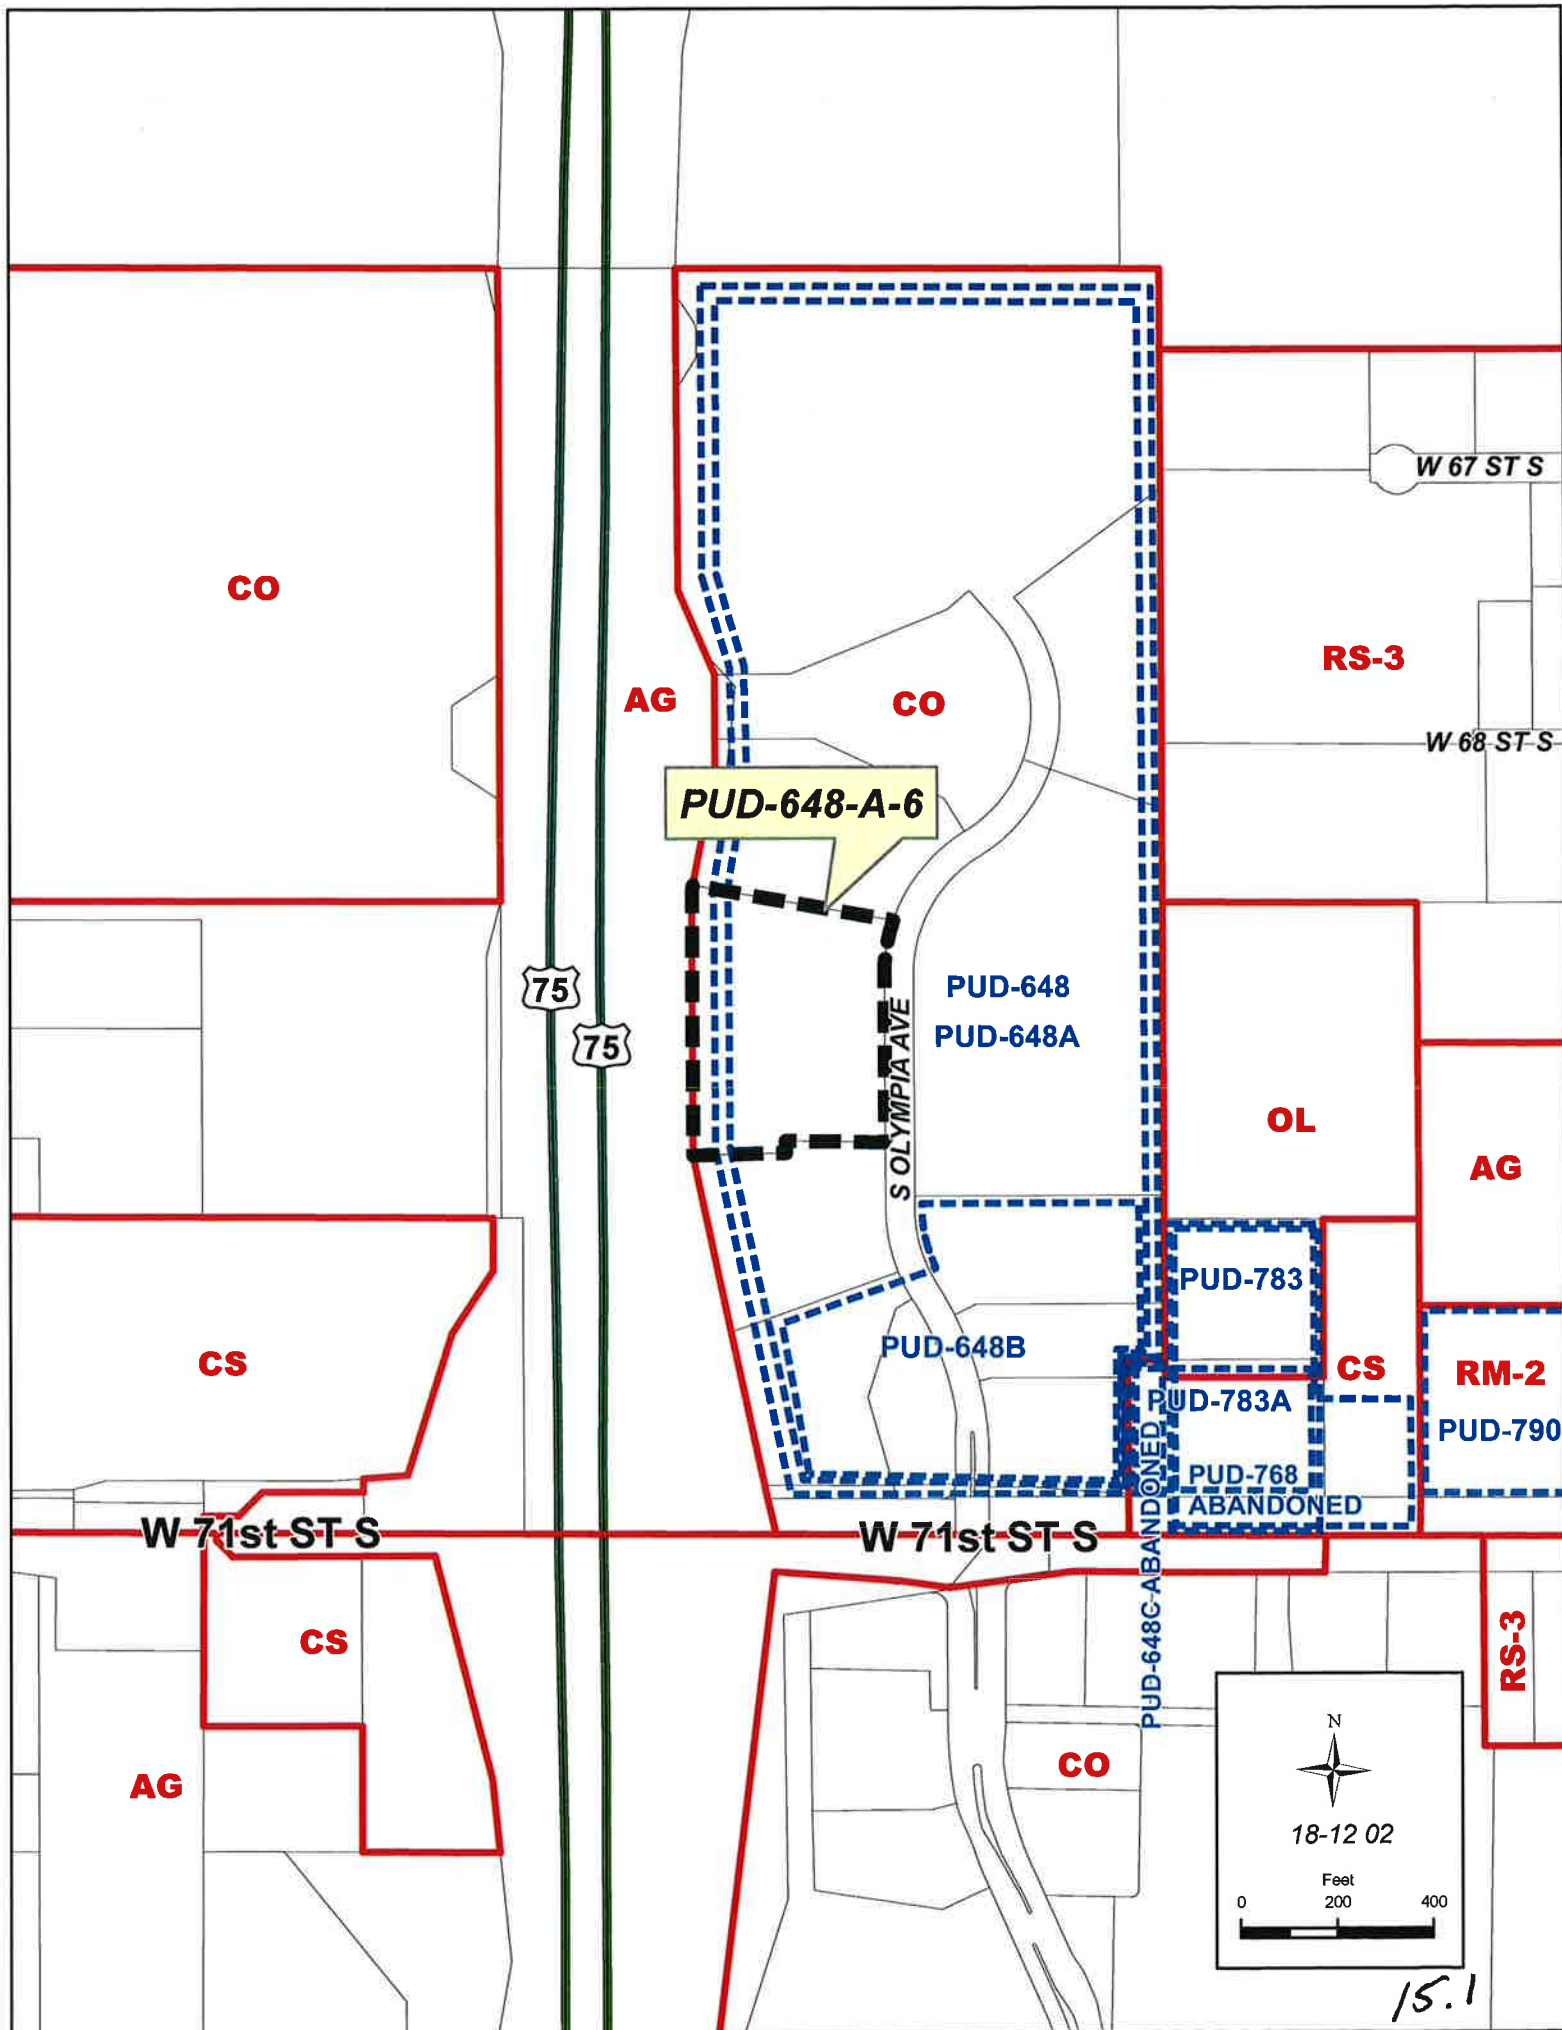 W 67 ST S
CO
RS-3
AG
CO
W 68 ST S
PUD-648-A-6
75
75
S OLYMPIA AVE
PUD-648
PUD-648A
OL
AG
PUD-783
PUD-648B
CS
CS
RM-2
PUD-783A
PUD-790
PUD-768
ABANDONED
PUD-648C-ABANDONED
W 71st ST S
W 71st ST S
CS
RS-3
CO
AG
N
18-12 02
Feet
0 200 400
15.1